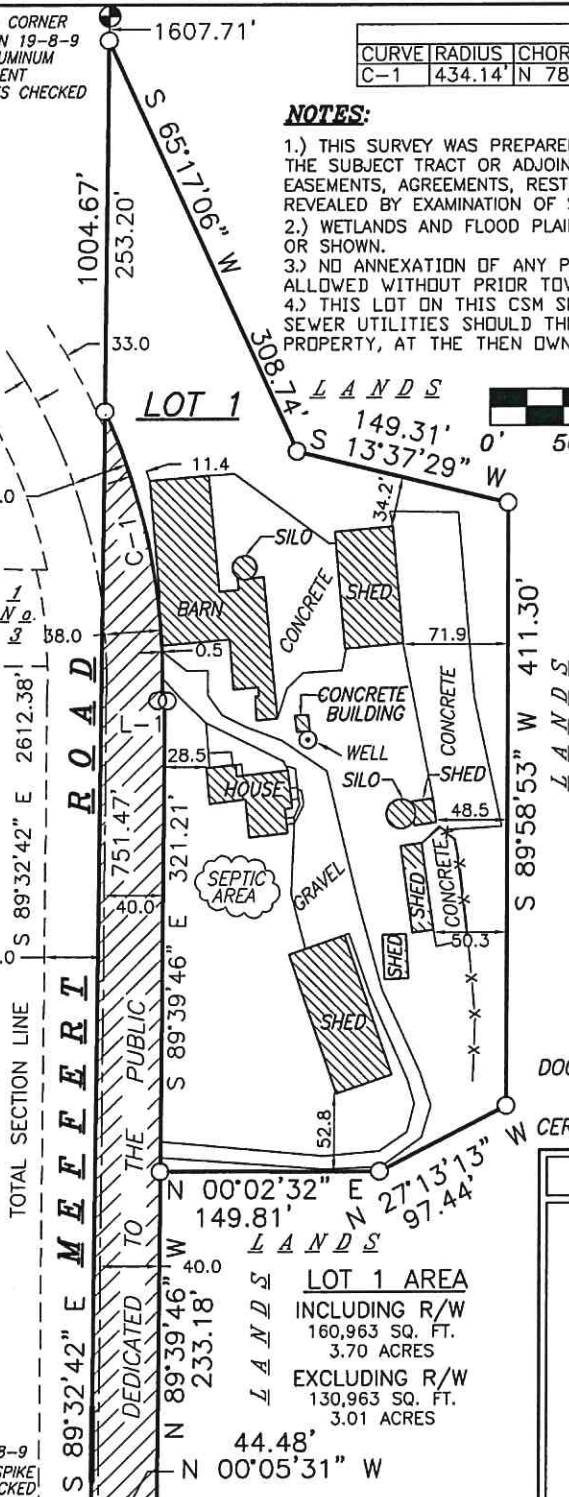 CORNER
N 19-8-9
UMINUM
ENT
ES CHECKED
1607.71'
CURVE RADIUS CHOR
C-1 434.14' N 78
NOTES:
1.) THIS SURVEY WAS PREPARE
THE SUBJECT TRACT OR ADJOIN
EASEMENTS, AGREEMENTS, REST
REVEALED BY EXAMINATION OF
2.) WETLANDS AND FLOOD PLAI
OR SHOWN.
3.) NO ANNEXATION OF ANY P
ALLOWED WITHOUT PRIOR TOV
4.) THIS LOT ON THIS CSM S
SEWER UTILITIES SHOULD TH
PROPERTY, AT THE THEN OWN
S 65°17'06" W
308.74'
1004.67'
253.20'
33.0
LOT 1
LANDS
149.31'
S 13°37'29" W
0' 50
11.4
34.2'
C-1
SILO
BARN
CONCRETE
SHED
71.9
38.0
0.5
1
No.
3
CONCRETE
BUILDING
WELL
CONCRETE
SILO
SHED
48.5
L-1
28.5
HOUSE
SEPTIC
AREA
GRAVEL
SHED
CONCRETE
50.3
SHED
SHED
52.8
S 89°58'53" W 411.30'
LANDS
S 89°32'42" E 2612.38'
TOTAL SECTION LINE
MEFFERT ROAD
751.47'
S 89°32'42" E
40.0
321.21'
S 89°39'46" E
DEDICATED TO THE PUBLIC
DOC
CER
N 00°02'32" E
149.81'
N 27°13'13" W
97.44'
LANDS
40.0
N 89°39'46" W
233.18'
LANDS
LOT 1 AREA
INCLUDING R/W
160,963 SQ. FT.
3.70 ACRES
EXCLUDING R/W
130,963 SQ. FT.
3.01 ACRES
44.48'
N 00°05'31" W
8-9
SPIKE
CKED